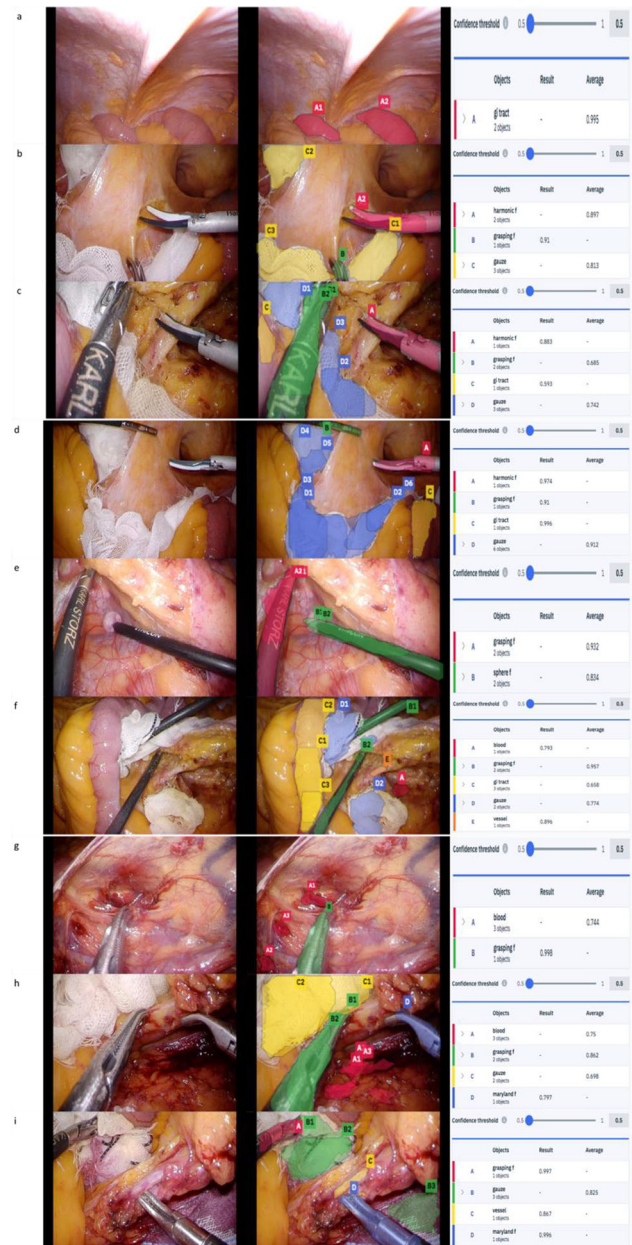 a
A1
A2
Confidence threshold 0.5 1 0.5
Objects Result Average
A gi tract 2 objects - 0.995
b
C2
A2
C1
C3
B
Confidence threshold 0.5 1 0.5
Objects Result Average
A harmonic f 2 objects - 0.897
B grasping f 1 objects 0.91 -
C gauze 3 objects - 0.813
c
KARL
D1
B2
C
D3
A
D2
Confidence threshold 0.5 1 0.5
Objects Result Average
A harmonic f 1 objects 0.883 -
B grasping f 2 objects - 0.685
C gi tract 1 objects 0.593 -
D gauze 3 objects - 0.742
d
D4
B
D5
A
D3
D6
D1
D2
C
Confidence threshold 0.5 1 0.5
Objects Result Average
A harmonic f 1 objects 0.974 -
B grasping f 1 objects 0.91 -
C gi tract 1 objects 0.996 -
D gauze 6 objects - 0.912
e
KARL STORZ
A2
STORZ
B2
Confidence threshold 0.5 1 0.5
Objects Result Average
A grasping f 2 objects - 0.932
B sphere f 2 objects - 0.834
f
C2
D1
B1
C1
B2
E
A
C3
D2
Confidence threshold 0.5 1 0.5
Objects Result Average
A blood 1 objects 0.793 -
B grasping f 2 objects - 0.957
C gi tract 3 objects - 0.658
D gauze 2 objects - 0.774
E vessel 1 objects 0.896 -
g
A1
B
A3
A2
Confidence threshold 0.5 1 0.5
Objects Result Average
A blood 3 objects - 0.744
B grasping f 1 objects 0.998 -
h
C2
C1
B1
D
B2
A
A3
A1
Confidence threshold 0.5 1 0.5
Objects Result Average
A blood 3 objects - 0.75
B grasping f 2 objects - 0.862
C gauze 2 objects - 0.698
D maryland f 1 objects 0.797 -
i
A
B1
B2
C
D
B3
Confidence threshold 0.5 1 0.5
Objects Result Average
A grasping f 1 objects 0.997 -
B gauze 3 objects - 0.825
C vessel 1 objects 0.867 -
D maryland f 1 objects 0.996 -